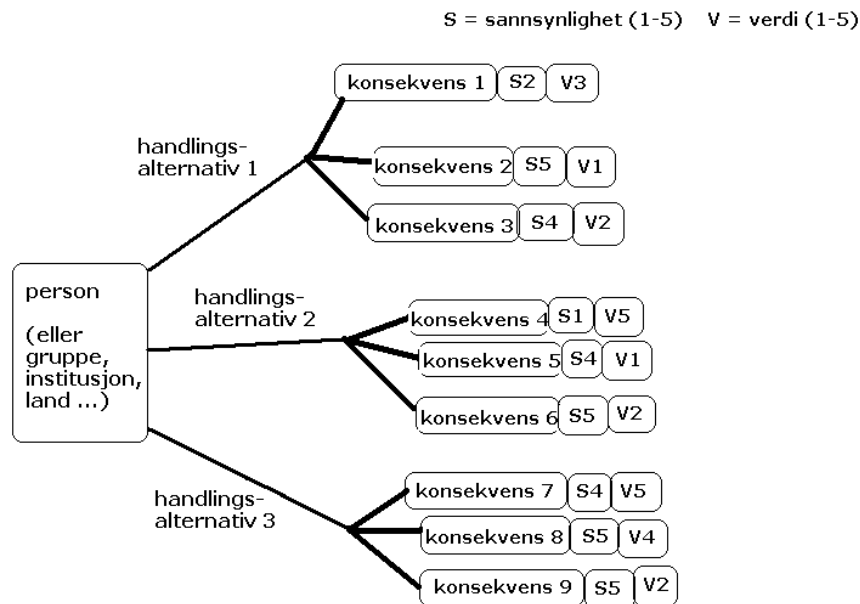 S = sannsynlighet (1-5)   V = verdi (1-5)
konsekvens 1 S2 V3
handlings-
alternativ 1
konsekvens 2 S5 V1
konsekvens 3 S4 V2
person
(eller
gruppe,
institusjon,
land ...)
handlings-
alternativ 2
konsekvens 4 S1 V5
konsekvens 5 S4 V1
konsekvens 6 S5 V2
handlings-
alternativ 3
konsekvens 7 S4 V5
konsekvens 8 S5 V4
konsekvens 9 S5 V2